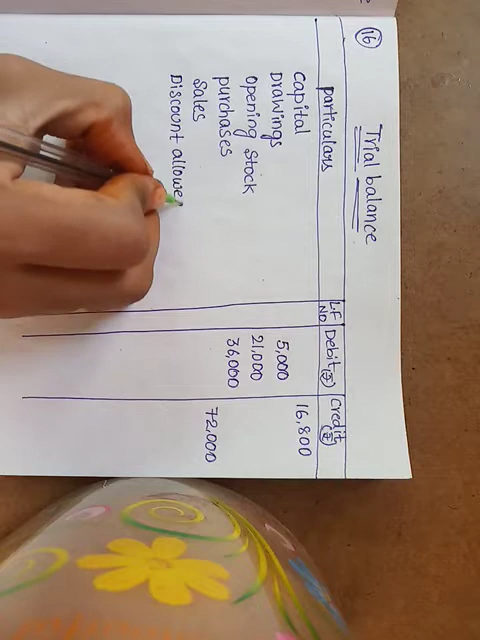 16
Trial balance
particulars L.F NO Debit (₹) Credit (₹)
Capital 16,800
Drawings 5,000
Opening stock 21,000
purchases 36,000
Sales 72,000
Discount allowe